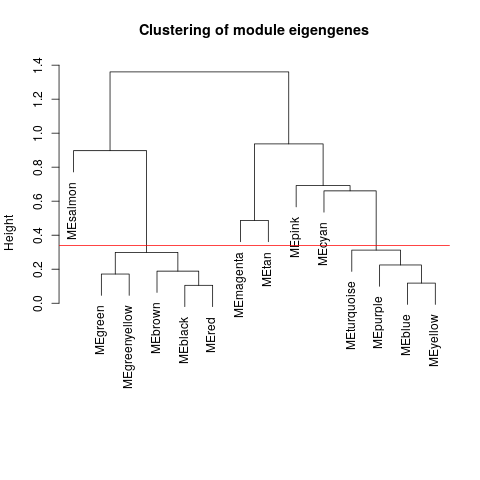 Clustering of module eigengenes
Height
1.4
1.2
1.0
0.8
0.6
0.4
0.2
0.0
MEsalmon
MEgreen
MEgreenyellow
MEbrown
MEblack
MEred
MEmagenta
MEtan
MEpink
MEcyan
MEturquoise
MEpurple
MEblue
MEyellow